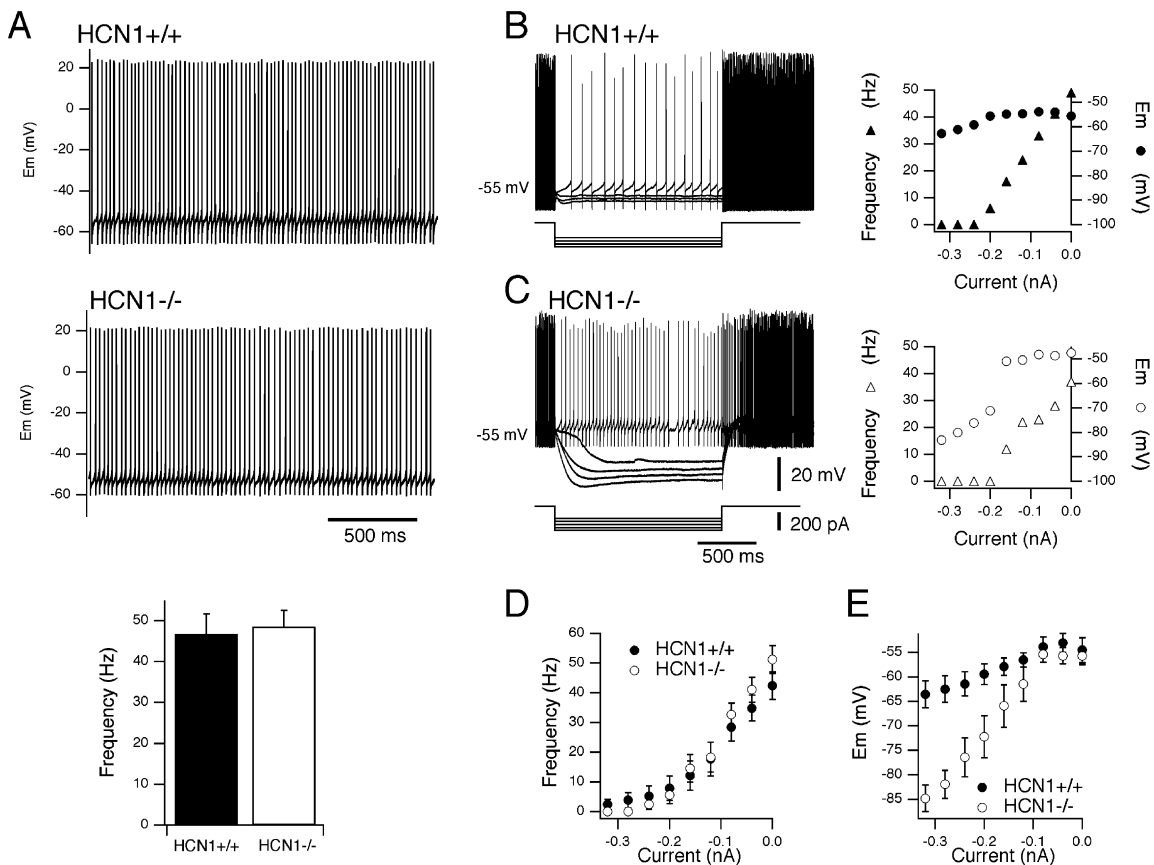 A
HCN1+/+
20
0
-20
-40
-60
Em (mV)
HCN1-/-
20
0
-20
-40
-60
Em (mV)
500 ms
50
40
30
20
10
0
Frequency (Hz)
HCN1+/+
HCN1-/-
B
HCN1+/+
-55 mV
50
40
30
20
10
0
Frequency ▲ (Hz)
-50
-60
-70
-80
-90
-100
Em ● (mV)
-0.3
-0.2
-0.1
0.0
Current (nA)
C
HCN1-/-
-55 mV
20 mV
200 pA
500 ms
50
40
30
20
10
0
Frequency △ (Hz)
-50
-60
-70
-80
-90
-100
Em ○ (mV)
-0.3
-0.2
-0.1
0.0
Current (nA)
D
60
50
40
30
20
10
0
Frequency (Hz)
HCN1+/+
HCN1-/-
-0.3
-0.2
-0.1
0.0
Current (nA)
E
-55
-60
-65
-70
-75
-80
-85
Em (mV)
HCN1+/+
HCN1-/-
-0.3
-0.2
-0.1
0.0
Current (nA)